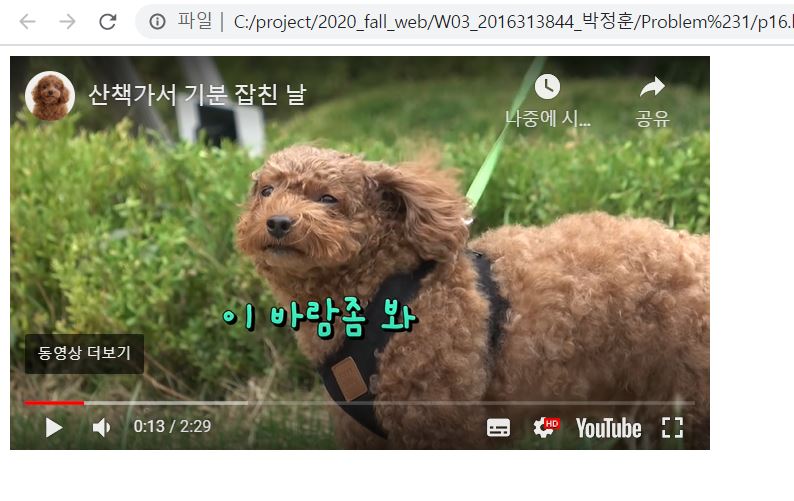 파일 | C:/project/2020_fall_web/W03_2016313844_박정훈/Problem%231/p16.
산책가서 기분 잡친 날
나중에 시...
공유
이 바람좀 봐
동영상 더보기
0:13 / 2:29
HD
YouTube